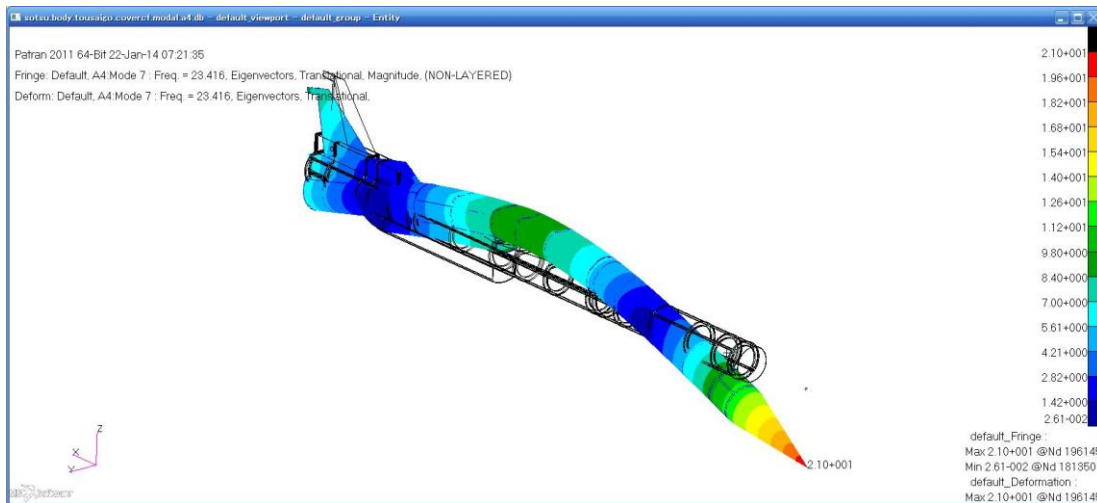 sotsu.body.tousaigo.covercf.modal.a4.db - default_viewport - default_group - Entity
Patran 2011 64-Bit 22-Jan-14 07:21:35
Fringe: Default, A4:Mode 7 : Freq. = 23.416, Eigenvectors, Translational, Magnitude, (NON-LAYERED)
Deform: Default, A4:Mode 7 : Freq. = 23.416, Eigenvectors, Translational,
2.10+001
1.96+001
1.82+001
1.68+001
1.54+001
1.40+001
1.26+001
1.12+001
9.80+000
8.40+000
7.00+000
5.61+000
4.21+000
2.82+000
1.42+000
2.61-002
2.10+001
Z
X
Y
default_Fringe :
Max 2.10+001 @Nd 196145
Min 2.61-002 @Nd 181350
default_Deformation :
Max 2.10+001 @Nd 196145